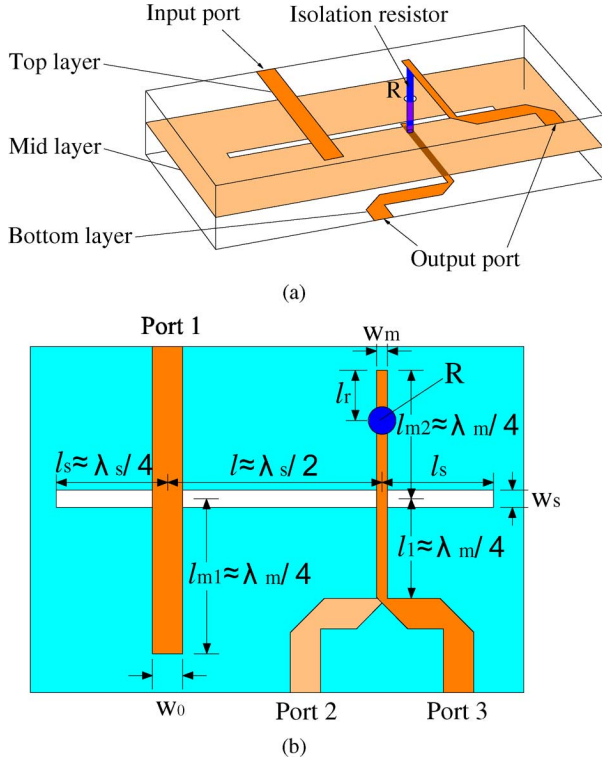 Input port
Isolation resistor
Top layer
R
Mid layer
Bottom layer
Output port
(a)
Port 1
wm
R
lr
lm2≈λm/4
ls≈λs/4
l≈λs/2
ls
ws
lm1≈λm/4
l1≈λm/4
w0
Port 2
Port 3
(b)